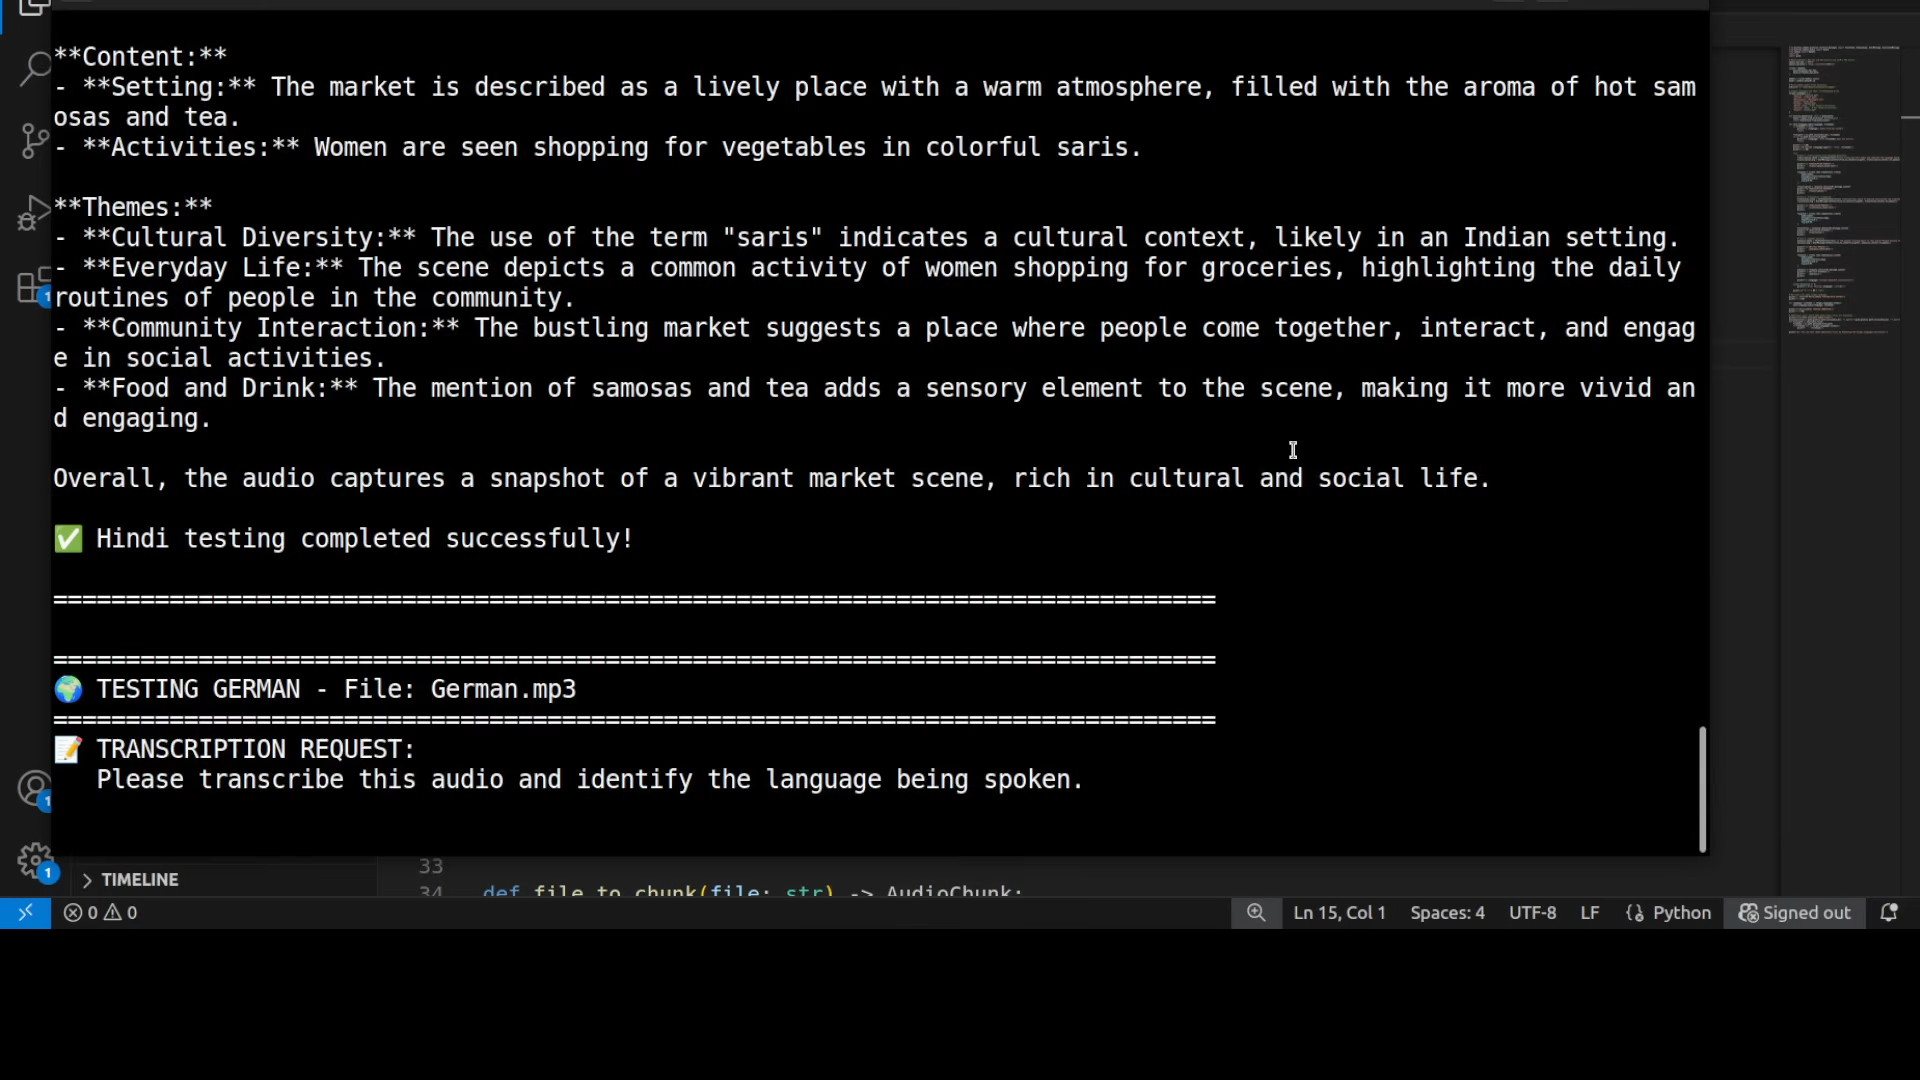 **Content:**
- **Setting:** The market is described as a lively place with a warm atmosphere, filled with the aroma of hot sam
osas and tea.
- **Activities:** Women are seen shopping for vegetables in colorful saris.
**Themes:**
- **Cultural Diversity:** The use of the term "saris" indicates a cultural context, likely in an Indian setting.
- **Everyday Life:** The scene depicts a common activity of women shopping for groceries, highlighting the daily
routines of people in the community.
- **Community Interaction:** The bustling market suggests a place where people come together, interact, and engag
e in social activities.
- **Food and Drink:** The mention of samosas and tea adds a sensory element to the scene, making it more vivid an
d engaging.
Overall, the audio captures a snapshot of a vibrant market scene, rich in cultural and social life.
✅ Hindi testing completed successfully!
================================================================================
================================================================================
🌍 TESTING GERMAN - File: German.mp3
================================================================================
📝 TRANSCRIPTION REQUEST:
Please transcribe this audio and identify the language being spoken.
33
TIMELINE
34 def file_to_chunk(file: str) -> AudioChunk:
0 0 Ln 15, Col 1 Spaces: 4 UTF-8 LF Python Signed out